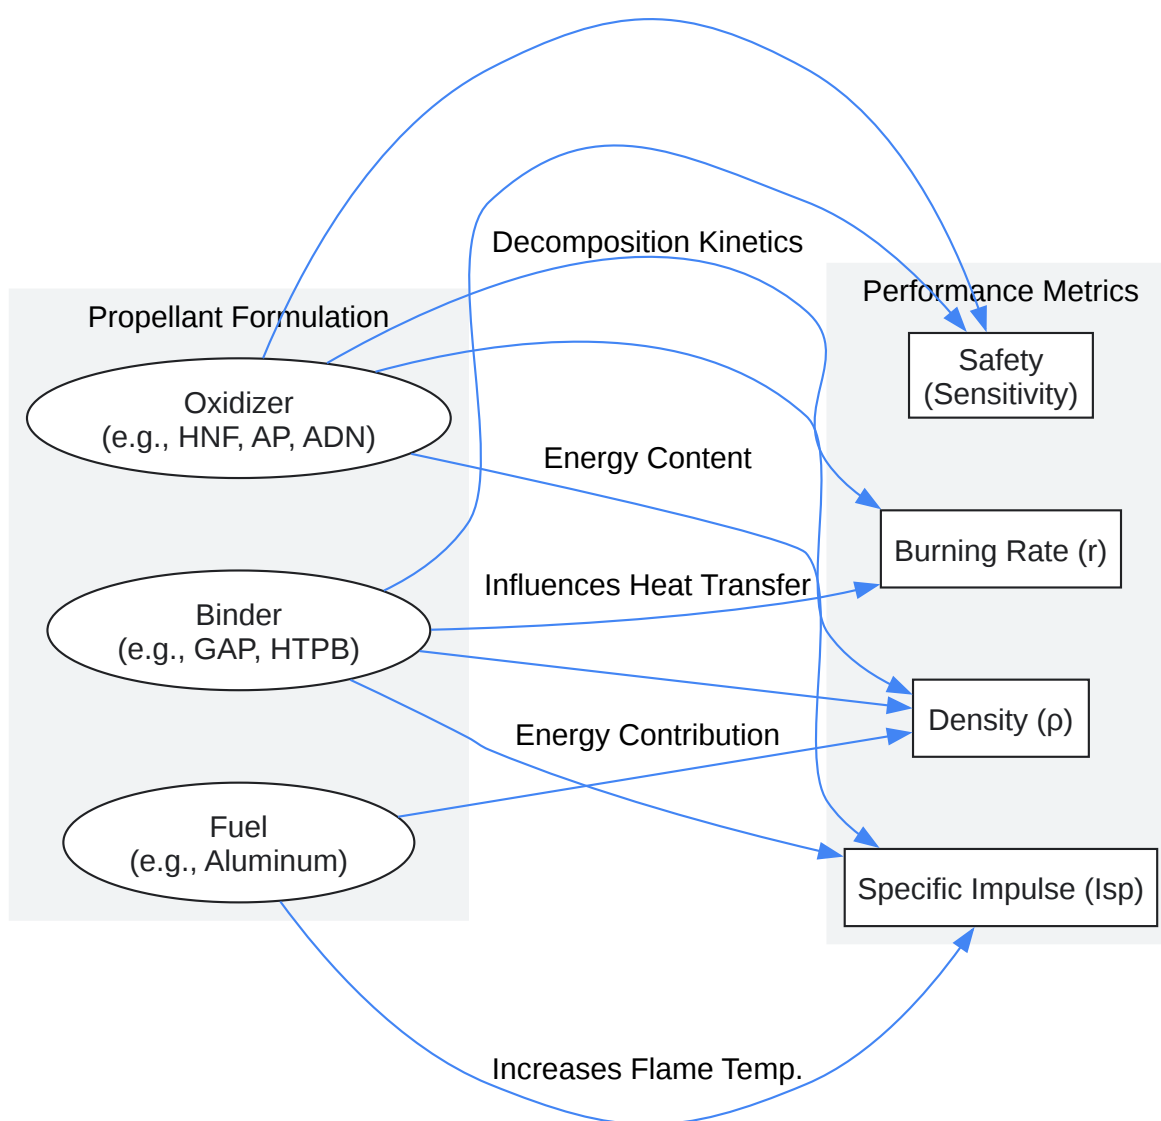 Decomposition Kinetics
Performance Metrics
Propellant Formulation
Safety
(Sensitivity)
Oxidizer
(e.g., HNF, AP, ADN)
Energy Content
Burning Rate (r)
Influences Heat Transfer
Binder
(e.g., GAP, HTPB)
Density (ρ)
Energy Contribution
Fuel
(e.g., Aluminum)
Specific Impulse (Isp)
Increases Flame Temp.